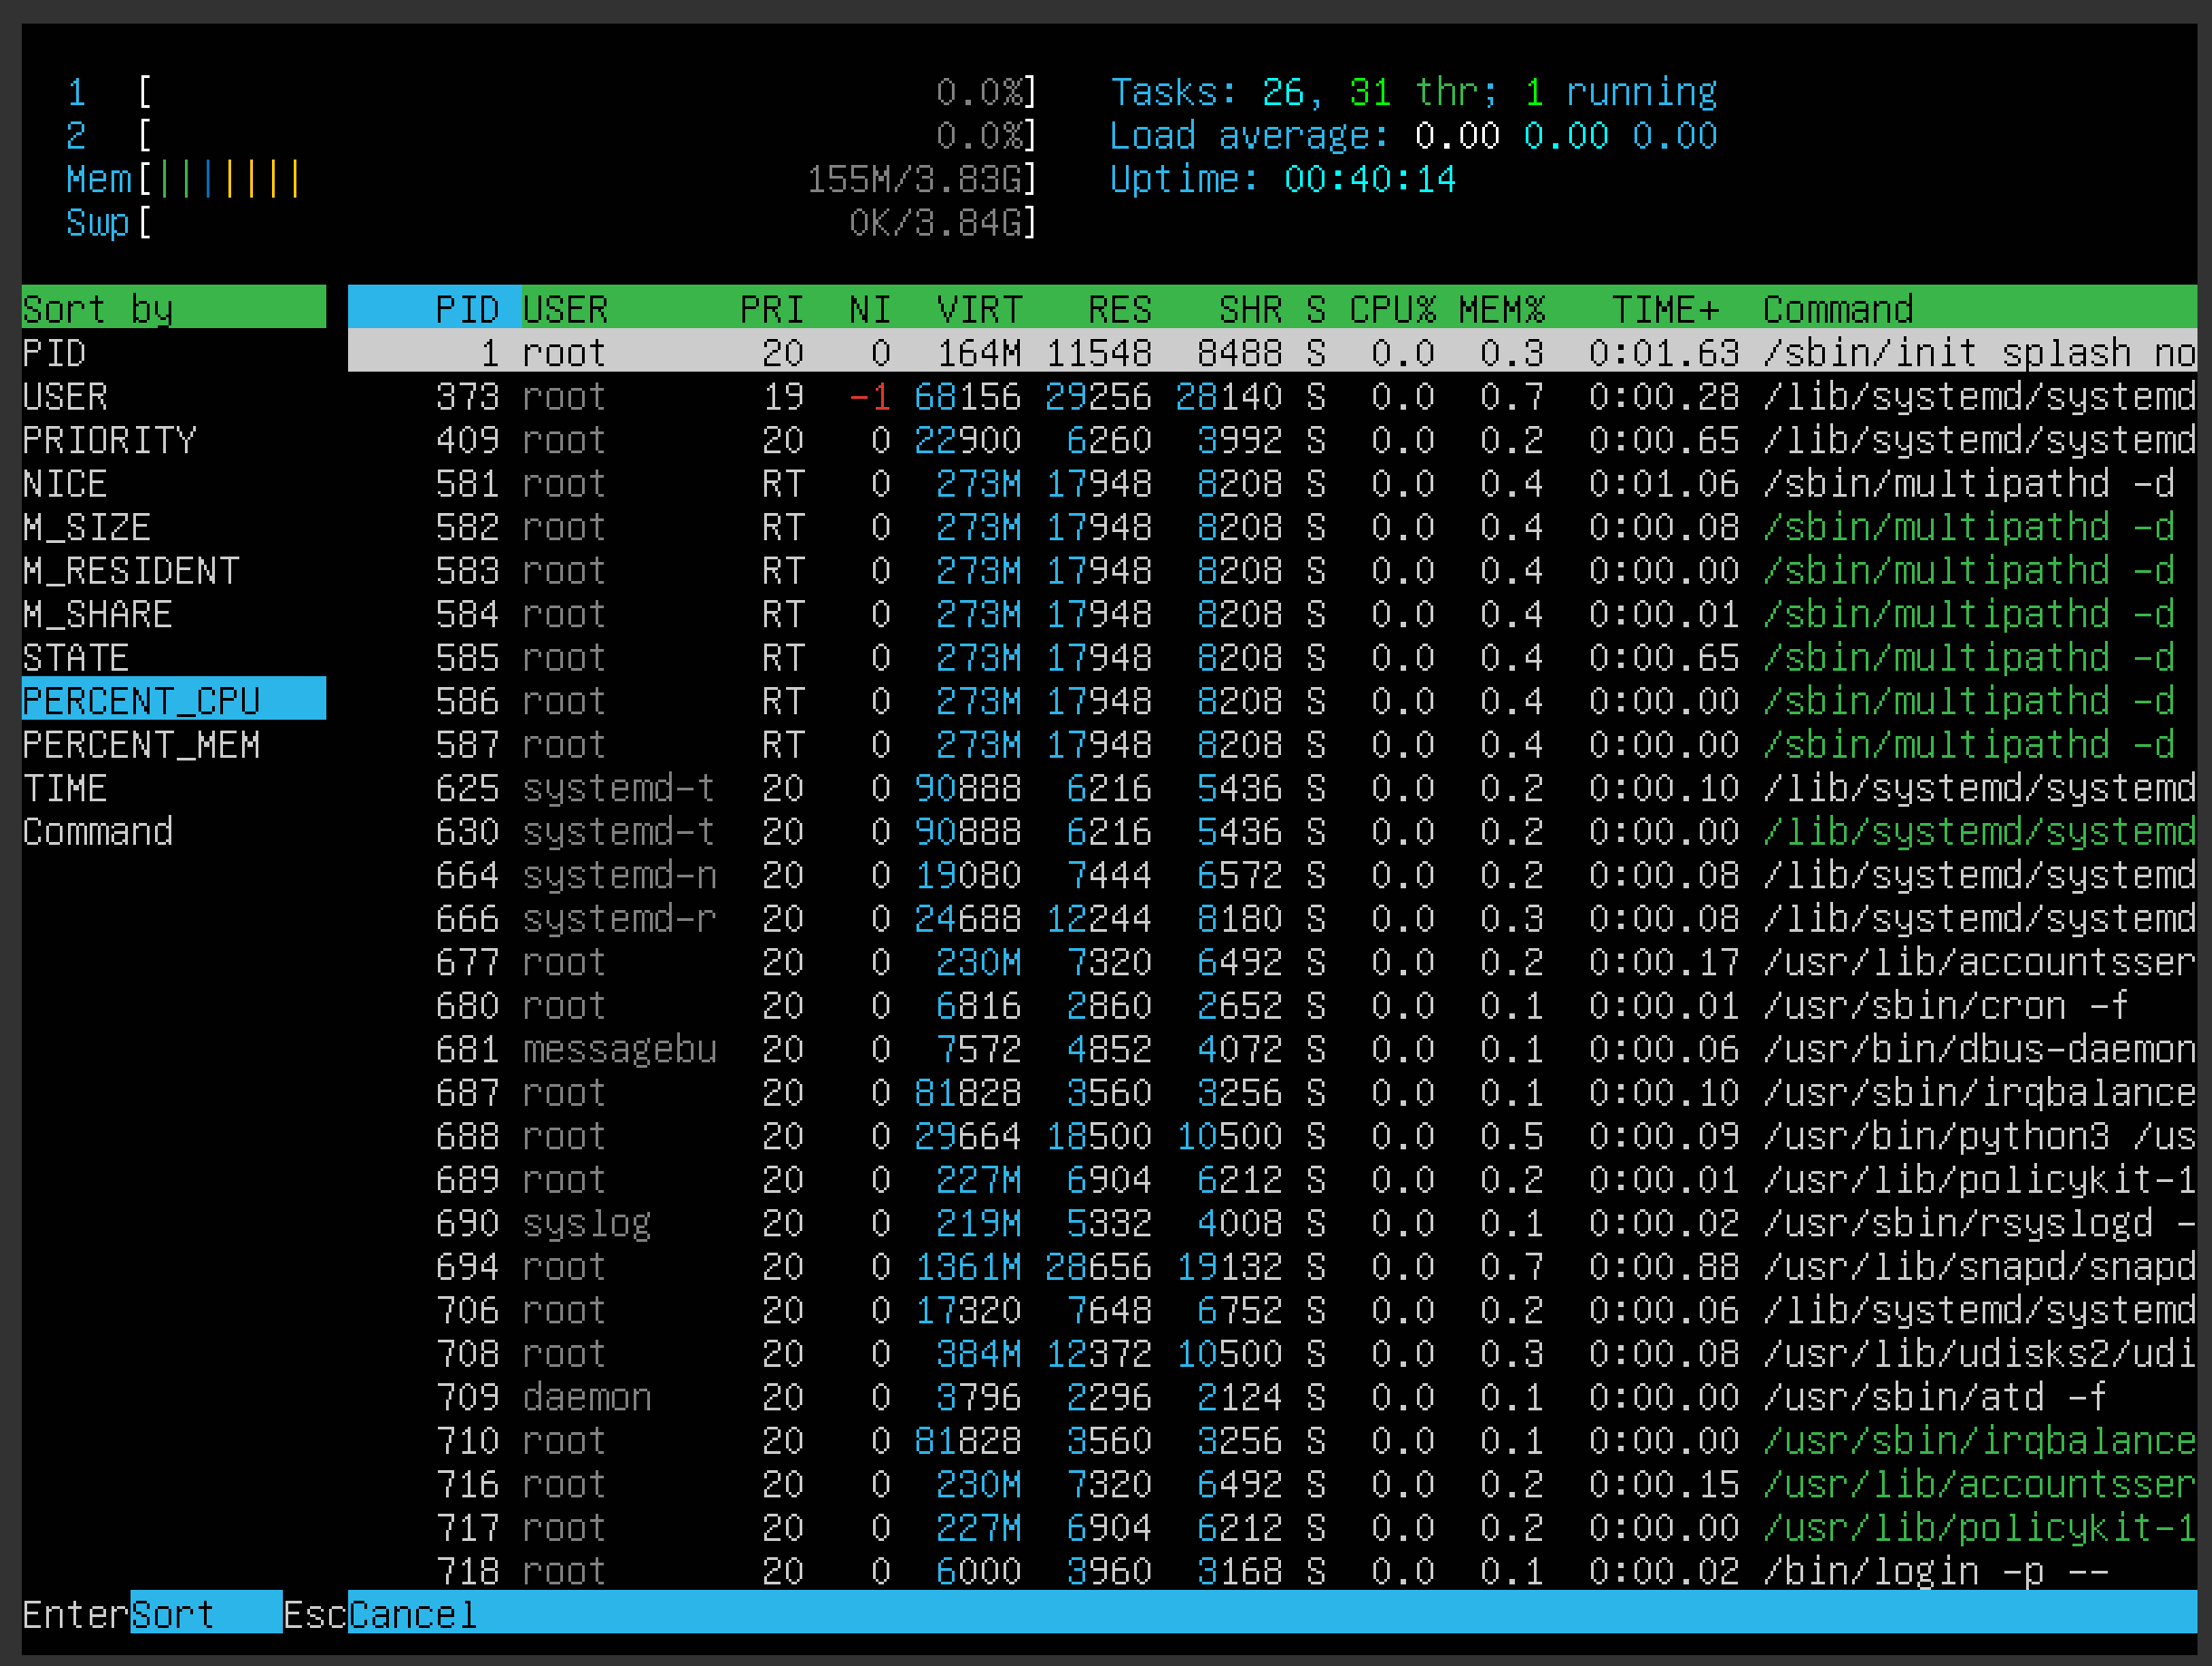 1 [ 0.0%] Tasks: 26, 31 thr; 1 running
2 [ 0.0%] Load average: 0.00 0.00 0.00
Mem[||||||| 155M/3.83G] Uptime: 00:40:14
Swp[ 0K/3.84G]
Sort by PID USER PRI NI VIRT RES SHR S CPU% MEM% TIME+ Command
PID 1 root 20 0 164M 11548 8488 S 0.0 0.3 0:01.63 /sbin/init splash no
USER 373 root 19 -1 68156 29256 28140 S 0.0 0.7 0:00.28 /lib/systemd/systemd
PRIORITY 409 root 20 0 22900 6260 3992 S 0.0 0.2 0:00.65 /lib/systemd/systemd
NICE 581 root RT 0 273M 17948 8208 S 0.0 0.4 0:01.06 /sbin/multipathd -d
M_SIZE 582 root RT 0 273M 17948 8208 S 0.0 0.4 0:00.08 /sbin/multipathd -d
M_RESIDENT 583 root RT 0 273M 17948 8208 S 0.0 0.4 0:00.00 /sbin/multipathd -d
M_SHARE 584 root RT 0 273M 17948 8208 S 0.0 0.4 0:00.01 /sbin/multipathd -d
STATE 585 root RT 0 273M 17948 8208 S 0.0 0.4 0:00.65 /sbin/multipathd -d
PERCENT_CPU 586 root RT 0 273M 17948 8208 S 0.0 0.4 0:00.00 /sbin/multipathd -d
PERCENT_MEM 587 root RT 0 273M 17948 8208 S 0.0 0.4 0:00.00 /sbin/multipathd -d
TIME 625 systemd-t 20 0 90888 6216 5436 S 0.0 0.2 0:00.10 /lib/systemd/systemd
Command 630 systemd-t 20 0 90888 6216 5436 S 0.0 0.2 0:00.00 /lib/systemd/systemd
664 systemd-n 20 0 19080 7444 6572 S 0.0 0.2 0:00.08 /lib/systemd/systemd
666 systemd-r 20 0 24688 12244 8180 S 0.0 0.3 0:00.08 /lib/systemd/systemd
677 root 20 0 230M 7320 6492 S 0.0 0.2 0:00.17 /usr/lib/accountsser
680 root 20 0 6816 2860 2652 S 0.0 0.1 0:00.01 /usr/sbin/cron -f
681 messagebu 20 0 7572 4852 4072 S 0.0 0.1 0:00.06 /usr/bin/dbus-daemon
687 root 20 0 81828 3560 3256 S 0.0 0.1 0:00.10 /usr/sbin/irqbalance
688 root 20 0 29664 18500 10500 S 0.0 0.5 0:00.09 /usr/bin/python3 /us
689 root 20 0 227M 6904 6212 S 0.0 0.2 0:00.01 /usr/lib/policykit-1
690 syslog 20 0 219M 5332 4008 S 0.0 0.1 0:00.02 /usr/sbin/rsyslogd -
694 root 20 0 1361M 28656 19132 S 0.0 0.7 0:00.88 /usr/lib/snapd/snapd
706 root 20 0 17320 7648 6752 S 0.0 0.2 0:00.06 /lib/systemd/systemd
708 root 20 0 384M 12372 10500 S 0.0 0.3 0:00.08 /usr/lib/udisks2/udi
709 daemon 20 0 3796 2296 2124 S 0.0 0.1 0:00.00 /usr/sbin/atd -f
710 root 20 0 81828 3560 3256 S 0.0 0.1 0:00.00 /usr/sbin/irqbalance
716 root 20 0 230M 7320 6492 S 0.0 0.2 0:00.15 /usr/lib/accountsser
717 root 20 0 227M 6904 6212 S 0.0 0.2 0:00.00 /usr/lib/policykit-1
718 root 20 0 6000 3960 3168 S 0.0 0.1 0:00.02 /bin/login -p --
EnterSort EscCancel